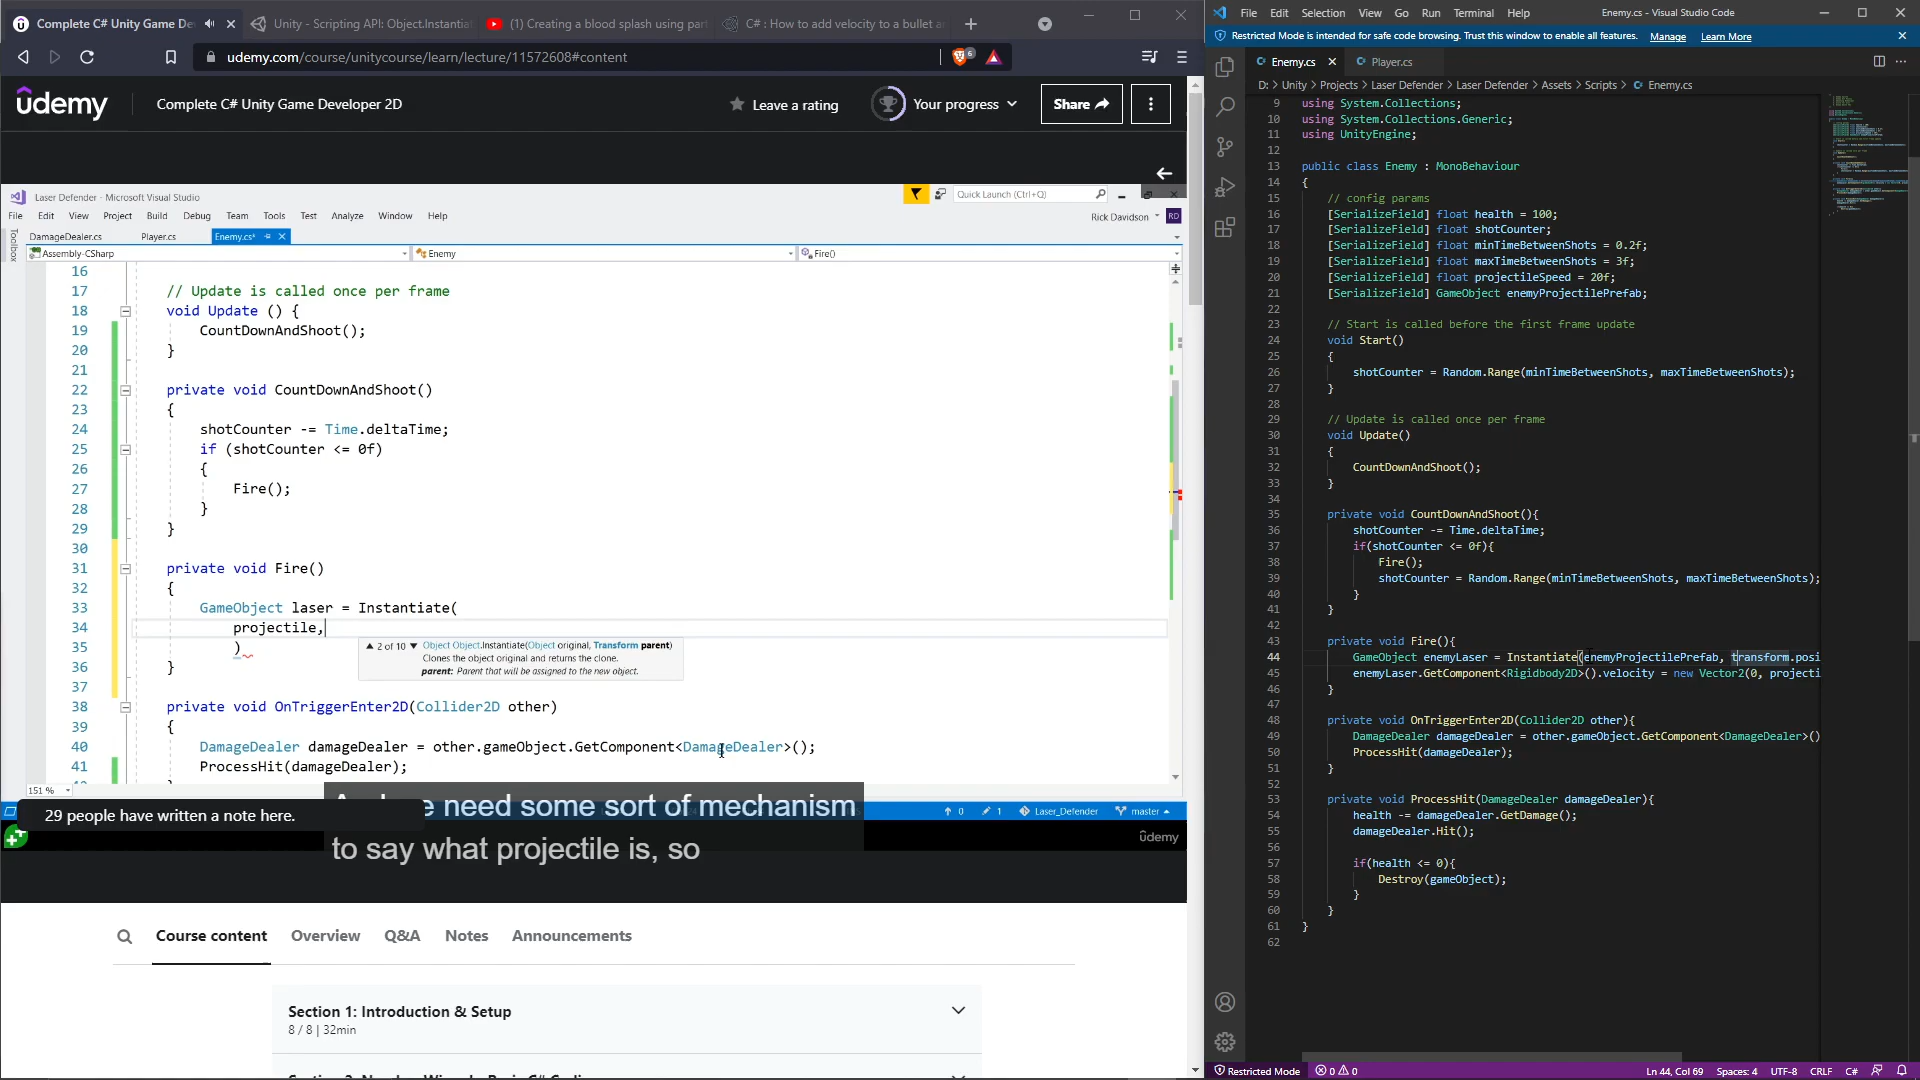 Complete C# Unity Game De
Unity - Scripting API: Object.Instantia
(1) Creating a blood splash using par
C# : How to add velocity to a bullet a
udemy.com/course/unitycourse/learn/lecture/11572608#content
6
ûdemy
Complete C# Unity Game Developer 2D
Leave a rating
Your progress
Share
Laser Defender - Microsoft Visual Studio
Quick Launch (Ctrl+Q)
File Edit View Project Build Debug Team Tools Test Analyze Window Help
Rick Davidson
RD
Toolbox
DamageDealer.cs Player.cs Enemy.cs*
Assembly-CSharp
Enemy
Fire()
16
17 // Update is called once per frame
18 void Update () {
19 CountDownAndShoot();
20 }
21
22 private void CountDownAndShoot()
23 {
24 shotCounter -= Time.deltaTime;
25 if (shotCounter <= 0f)
26 {
27 Fire();
28 }
29 }
30
31 private void Fire()
32 {
33 GameObject laser = Instantiate(
34 projectile,
35 )
2 of 10 Object Object.Instantiate(Object original, Transform parent)
Clones the object original and returns the clone.
parent: Parent that will be assigned to the new object.
36 }
37
38 private void OnTriggerEnter2D(Collider2D other)
39 {
40 DamageDealer damageDealer = other.gameObject.GetComponent<DamageDealer>();
41 ProcessHit(damageDealer);
151 %
29 people have written a note here.
need some sort of mechanism
to say what projectile is, so
0
1
Laser_Defender
master
ûdemy
Course content
Overview
Q&A
Notes
Announcements
Section 1: Introduction & Setup
8 / 8 | 32min
File Edit Selection View Go Run Terminal Help
Enemy.cs - Visual Studio Code
Restricted Mode is intended for safe code browsing. Trust this window to enable all features. Manage Learn More
Enemy.cs
Player.cs
D: > Unity > Projects > Laser Defender > Laser Defender > Assets > Scripts > Enemy.cs
9 using System.Collections;
10 using System.Collections.Generic;
11 using UnityEngine;
12
13 public class Enemy : MonoBehaviour
14 {
15 // config params
16 [SerializeField] float health = 100;
17 [SerializeField] float shotCounter;
18 [SerializeField] float minTimeBetweenShots = 0.2f;
19 [SerializeField] float maxTimeBetweenShots = 3f;
20 [SerializeField] float projectileSpeed = 20f;
21 [SerializeField] GameObject enemyProjectilePrefab;
22
23 // Start is called before the first frame update
24 void Start()
25 {
26 shotCounter = Random.Range(minTimeBetweenShots, maxTimeBetweenShots);
27 }
28
29 // Update is called once per frame
30 void Update()
31 {
32 CountDownAndShoot();
33 }
34
35 private void CountDownAndShoot(){
36 shotCounter -= Time.deltaTime;
37 if(shotCounter <= 0f){
38 Fire();
39 shotCounter = Random.Range(minTimeBetweenShots, maxTimeBetweenShots);
40 }
41 }
42
43 private void Fire(){
44 GameObject enemyLaser = Instantiate(enemyProjectilePrefab, transform.posi
45 enemyLaser.GetComponent<Rigidbody2D>().velocity = new Vector2(0, projecti
46 }
47
48 private void OnTriggerEnter2D(Collider2D other){
49 DamageDealer damageDealer = other.gameObject.GetComponent<DamageDealer>()
50 ProcessHit(damageDealer);
51 }
52
53 private void ProcessHit(DamageDealer damageDealer){
54 health -= damageDealer.GetDamage();
55 damageDealer.Hit();
56
57 if(health <= 0){
58 Destroy(gameObject);
59 }
60 }
61 }
62
Restricted Mode
0 0
Ln 44, Col 69 Spaces: 4 UTF-8 CRLF C#